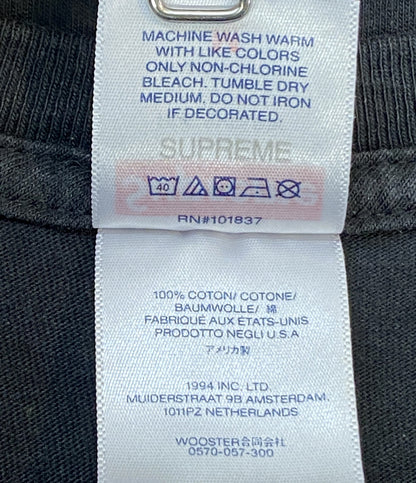 MACHINE WASH WARM
WITH LIKE COLORS
ONLY NON-CHLORINE
BLEACH. TUMBLE DRY
MEDIUM. DO NOT IRON
IF DECORATED.
SUPREME
40
RN#101837
100% COTON/ COTONE/
BAUMWOLLE/ 綿
FABRIQUÉ AUX ÉTATS-UNIS
PRODOTTO NEGLI U.S.A
アメリカ製
1994 INC. LTD.
MUIDERSTRAAT 9B AMSTERDAM,
1011PZ NETHERLANDS
WOOSTER合同会社
0570-057-300